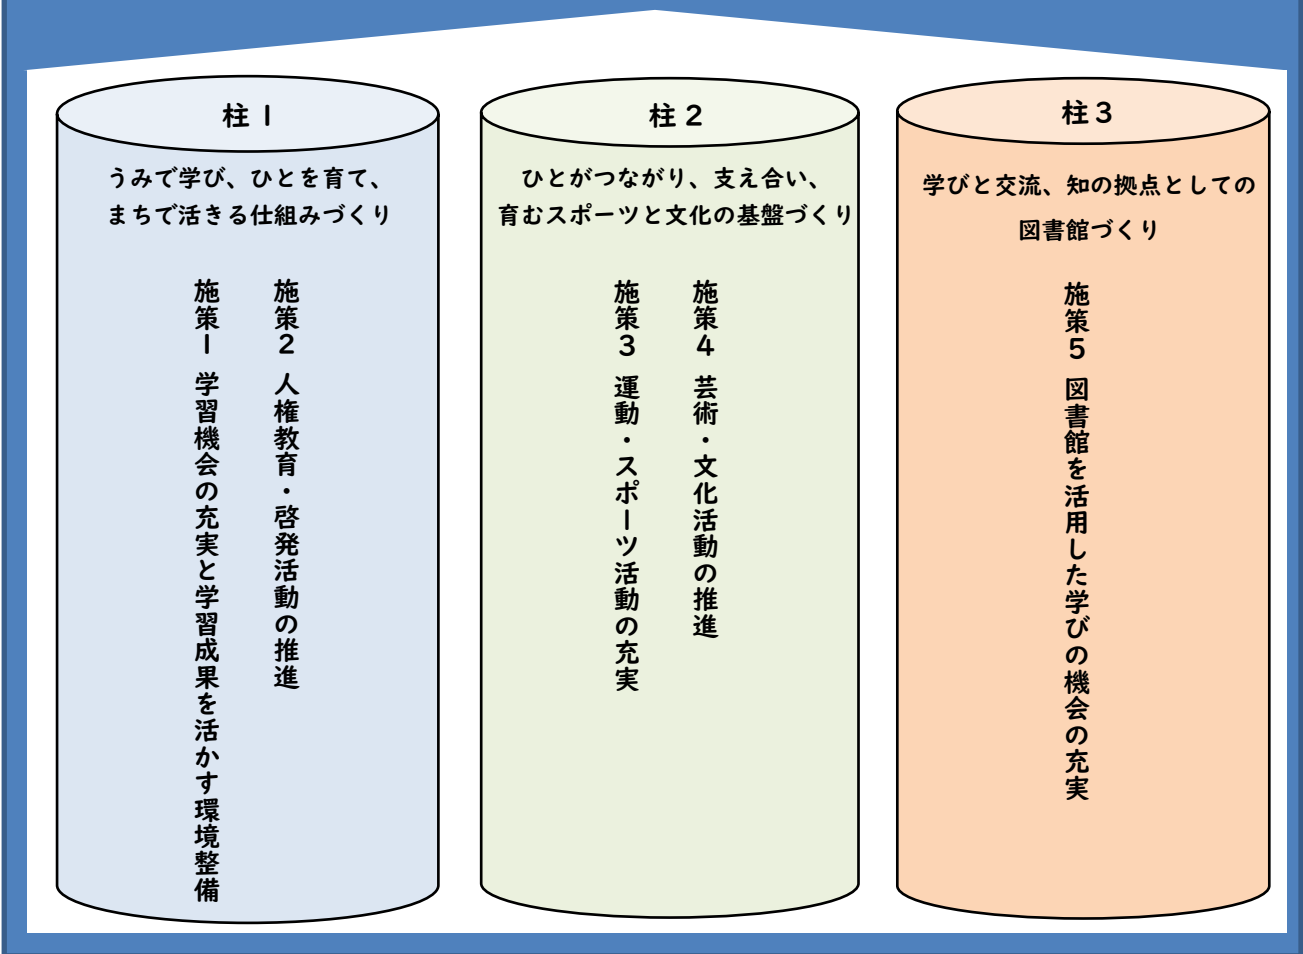 柱１
うみで学び、ひとを育て、
まちで活きる仕組みづくり
施策１ 学習機会の充実と学習成果を活かす環境整備
施策２ 人権教育・啓発活動の推進
柱２
ひとがつながり、支え合い、
育むスポーツと文化の基盤づくり
施策３ 運動・スポーツ活動の充実
施策４ 芸術・文化活動の推進
柱３
学びと交流、知の拠点としての
図書館づくり
施策５ 図書館を活用した学びの機会の充実